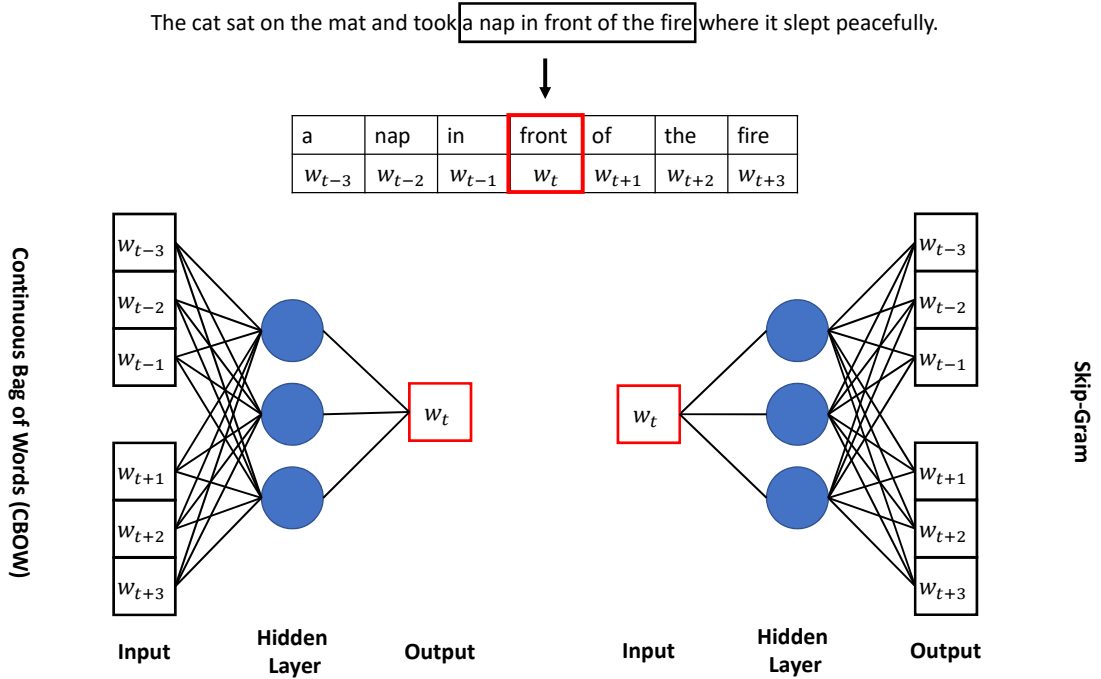 The cat sat on the mat and took a nap in front of the fire where it slept peacefully.
a nap in front of the fire
w_{t-3} w_{t-2} w_{t-1} w_t w_{t+1} w_{t+2} w_{t+3}
Continuous Bag of Words (CBOW)
w_{t-3}
w_{t-2}
w_{t-1}
w_{t+1}
w_{t+2}
w_{t+3}
w_t
Input
Hidden
Layer
Output
w_t
w_{t-3}
w_{t-2}
w_{t-1}
w_{t+1}
w_{t+2}
w_{t+3}
Input
Hidden
Layer
Output
Skip-Gram